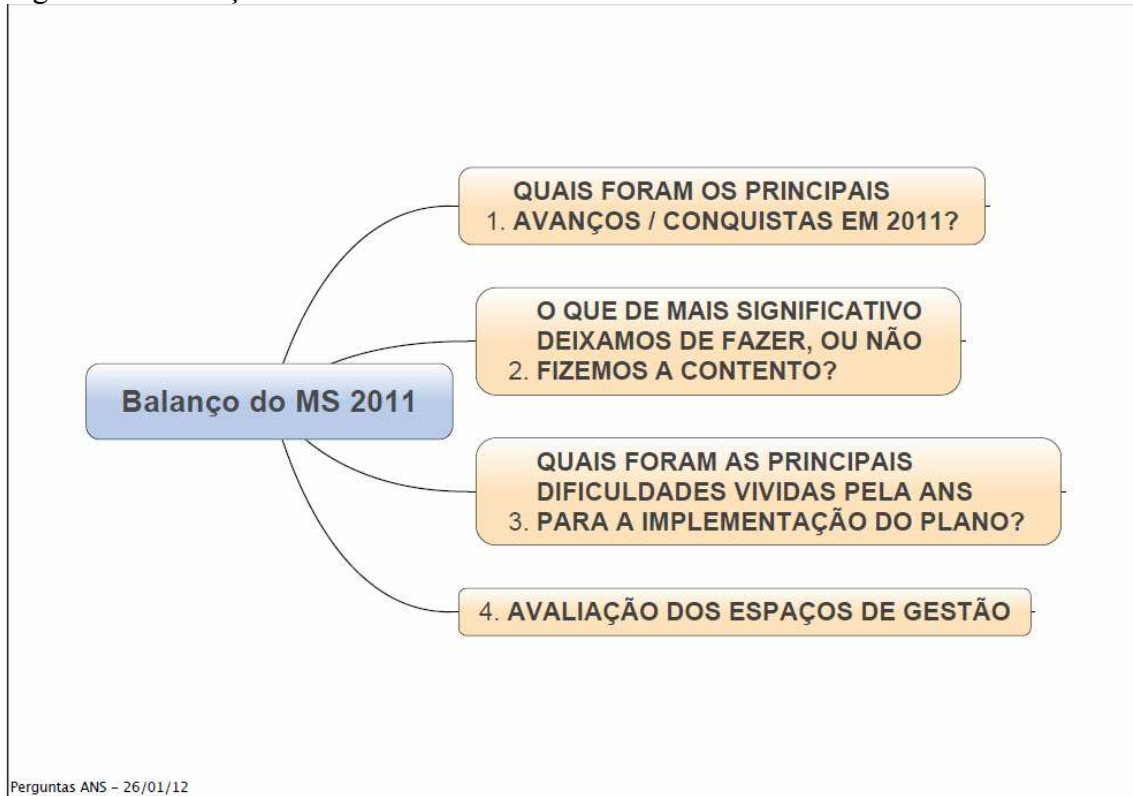 Balanço do MS 2011
QUAIS FORAM OS PRINCIPAIS
1. AVANÇOS / CONQUISTAS EM 2011?
O QUE DE MAIS SIGNIFICATIVO
DEIXAMOS DE FAZER, OU NÃO
2. FIZEMOS A CONTENTO?
QUAIS FORAM AS PRINCIPAIS
DIFICULDADES VIVIDAS PELA ANS
3. PARA A IMPLEMENTAÇÃO DO PLANO?
4. AVALIAÇÃO DOS ESPAÇOS DE GESTÃO
Perguntas ANS - 26/01/12